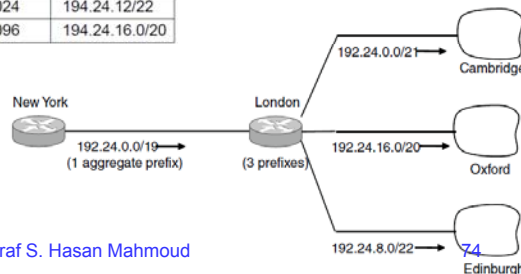 024 194.24.12/22
096 194.24.16.0/20
192.24.0.0/21
Cambridge
New York
London
192.24.0.0/19
(1 aggregate prefix)
(3 prefixes)
192.24.16.0/20
Oxford
raf S. Hasan Mahmoud
192.24.8.0/22
74
Edinburgh